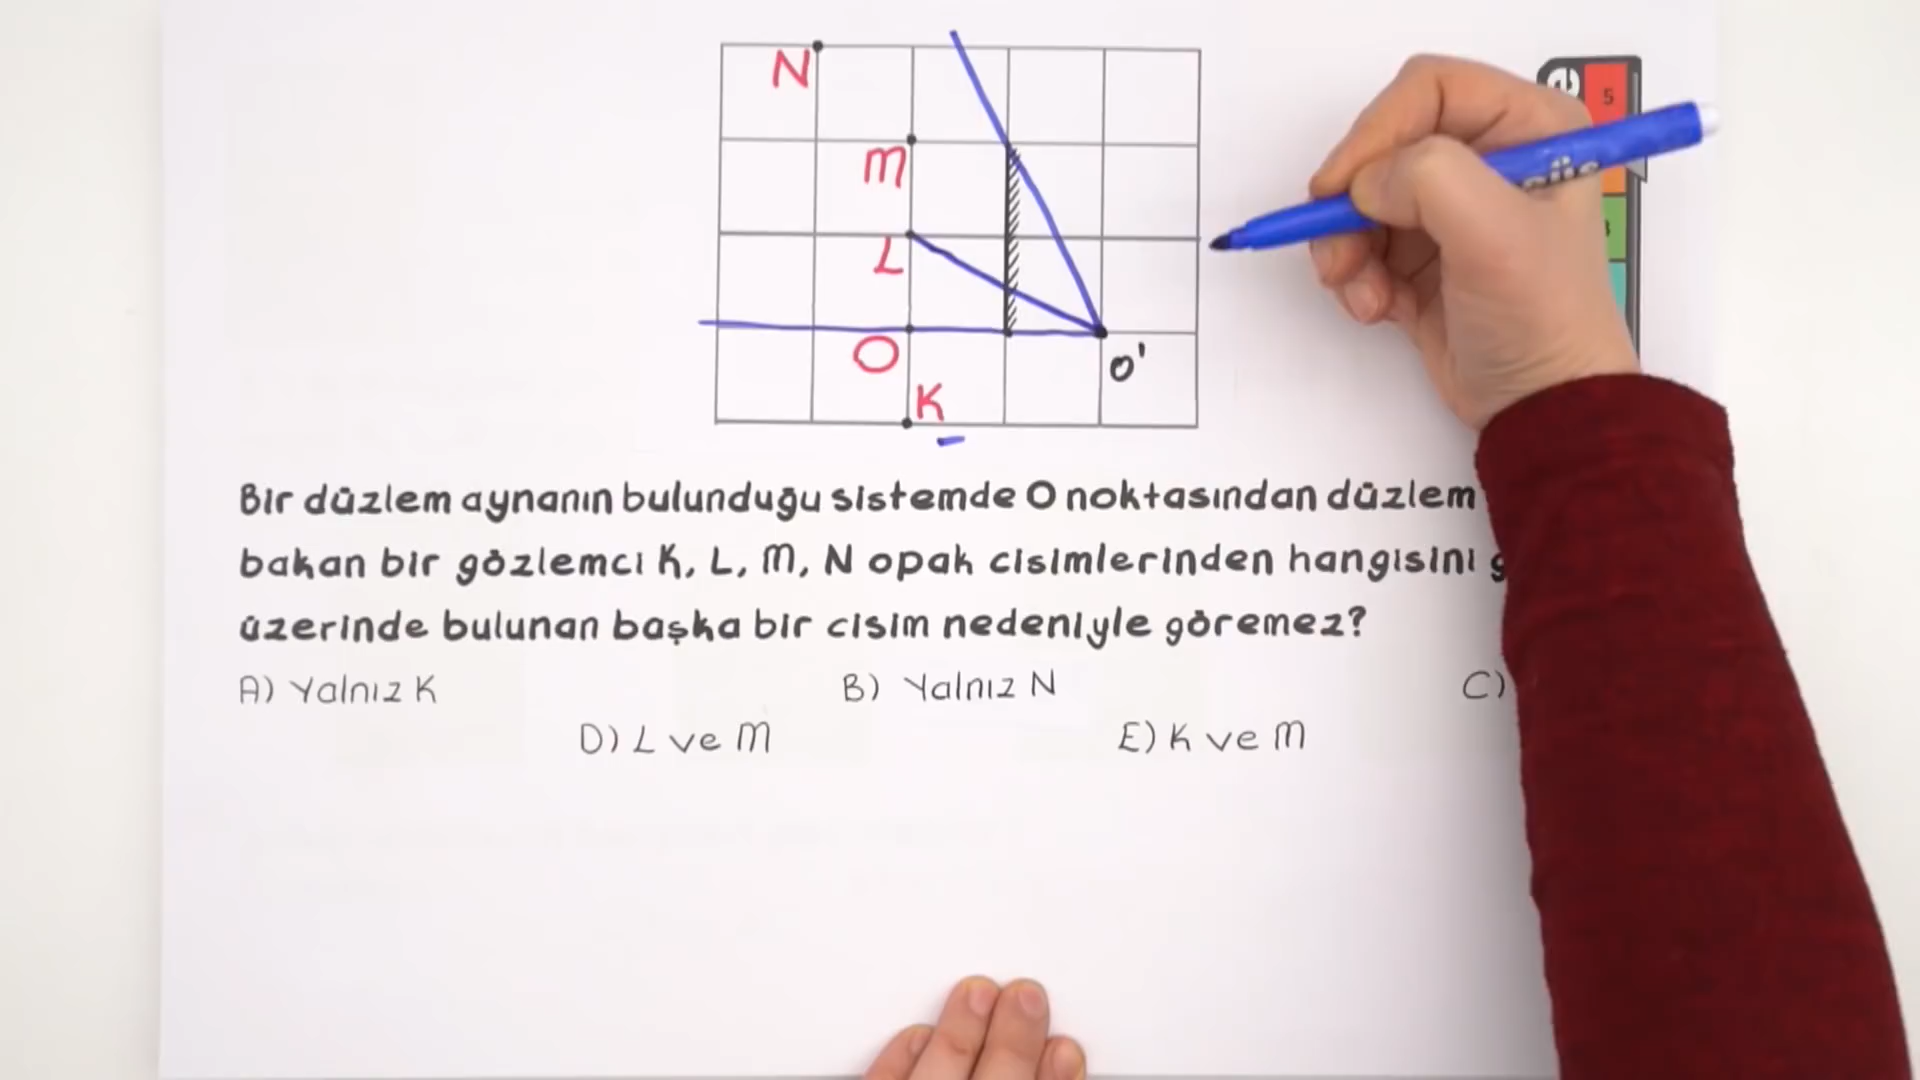 N
M
L
O
O'
K
Bir düzlem aynanın bulunduğu sistemde O noktasından düzlem
bakan bir gözlemci K, L, M, N opak cisimlerinden hangisini
üzerinde bulunan başka bir cisim nedeniyle göremez?
A) Yalnız K
B) Yalnız N
C)
D) L ve M
E) K ve M
5